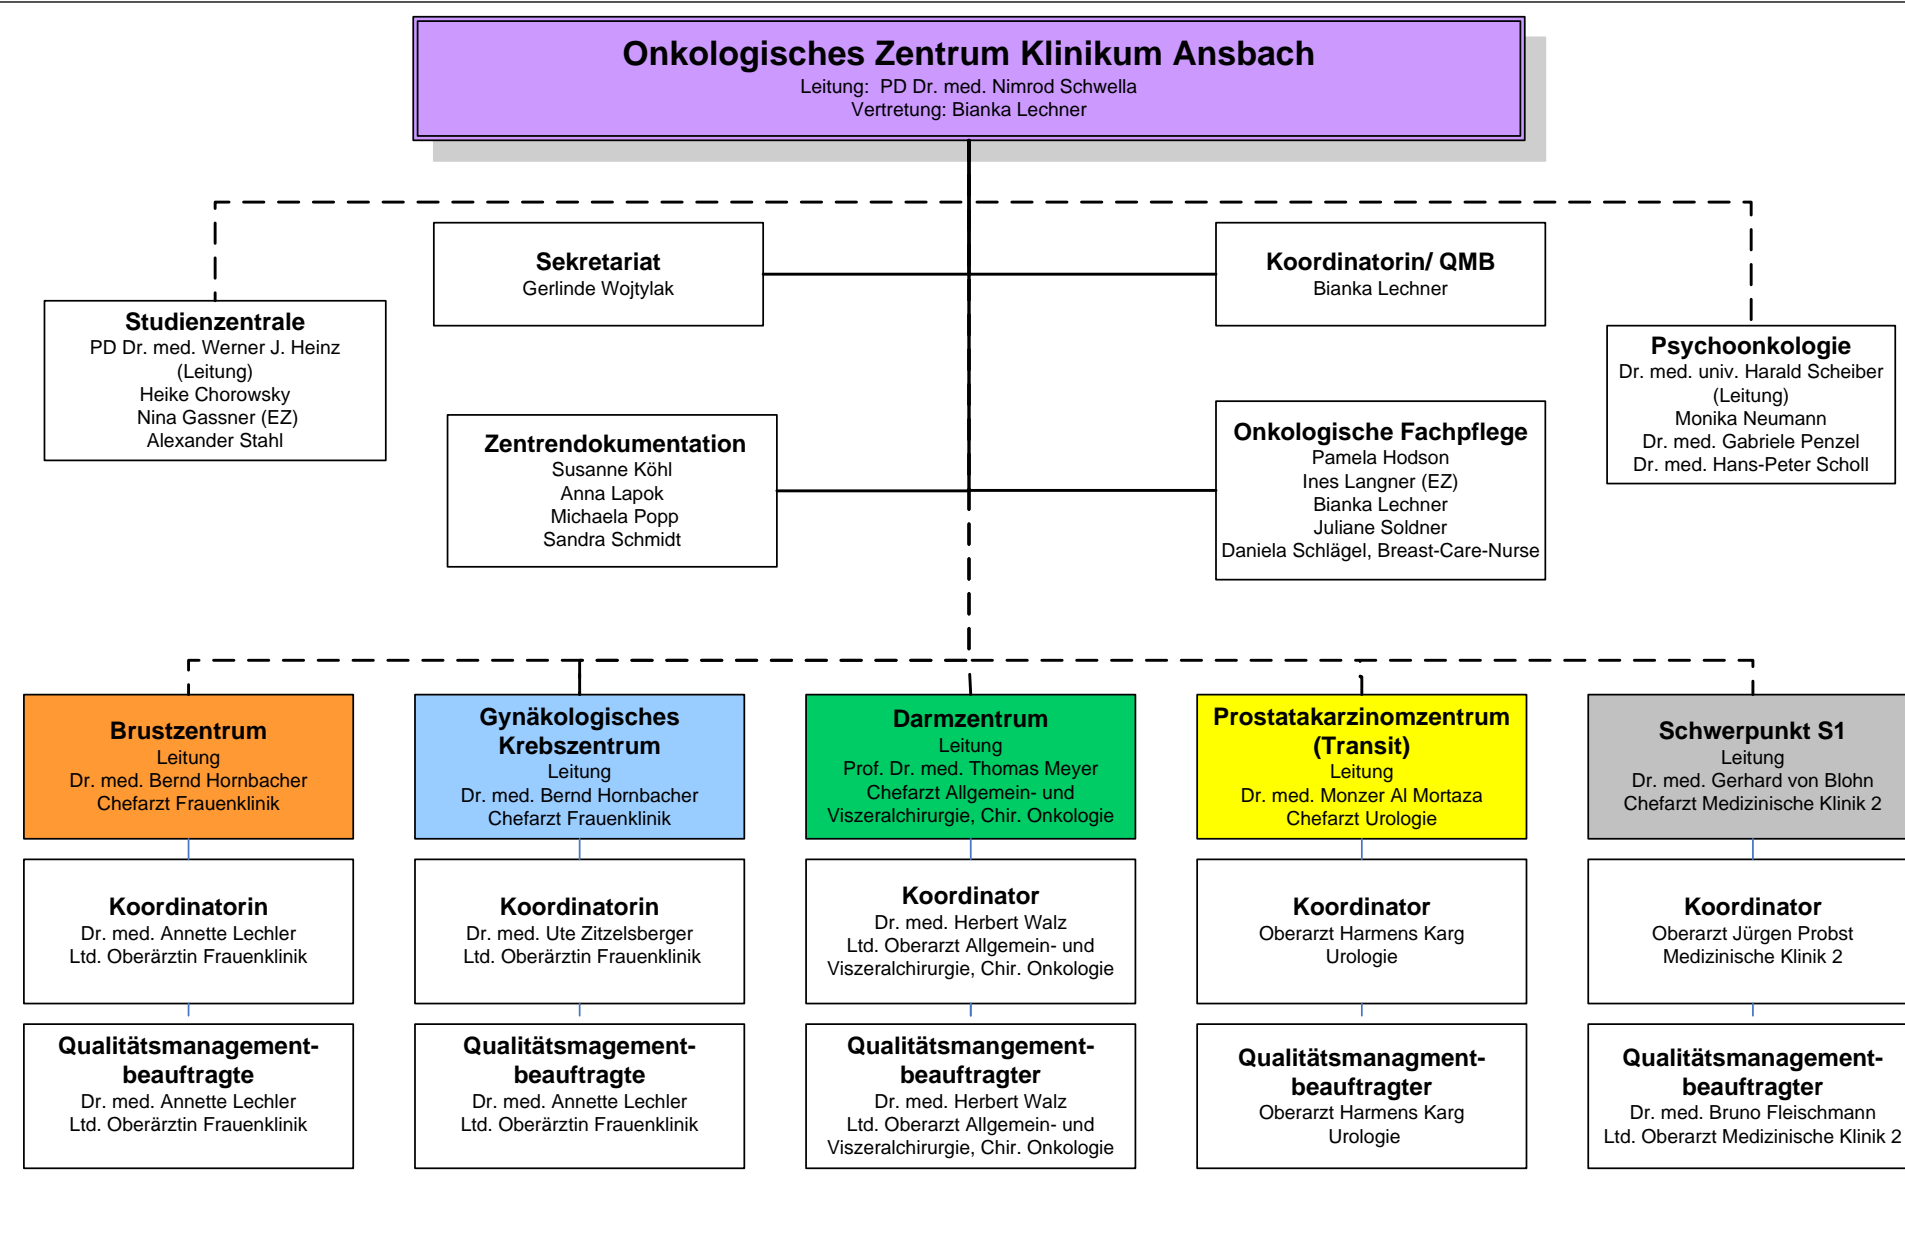 Onkologisches Zentrum Klinikum Ansbach
Leitung: PD Dr. med. Nimrod Schwella
Vertretung: Bianka Lechner
Sekretariat
Gerlinde Wojtylak
Koordinatorin/ QMB
Bianka Lechner
Studienzentrale
PD Dr. med. Werner J. Heinz
(Leitung)
Heike Chorowsky
Nina Gassner (EZ)
Alexander Stahl
Psychoonkologie
Dr. med. univ. Harald Scheiber
(Leitung)
Monika Neumann
Dr. med. Gabriele Penzel
Dr. med. Hans-Peter Scholl
Zentrendokumentation
Susanne Köhl
Anna Lapok
Michaela Popp
Sandra Schmidt
Onkologische Fachpflege
Pamela Hodson
Ines Langner (EZ)
Bianka Lechner
Juliane Soldner
Daniela Schlägel, Breast-Care-Nurse
Brustzentrum
Leitung
Dr. med. Bernd Hornbacher
Chefarzt Frauenklinik
Gynäkologisches
Krebszentrum
Leitung
Dr. med. Bernd Hornbacher
Chefarzt Frauenklinik
Darmzentrum
Leitung
Prof. Dr. med. Thomas Meyer
Chefarzt Allgemein- und
Viszeralchirurgie, Chir. Onkologie
Prostatakarzinomzentrum
(Transit)
Leitung
Dr. med. Monzer Al Mortaza
Chefarzt Urologie
Schwerpunkt S1
Leitung
Dr. med. Gerhard von Blohn
Chefarzt Medizinische Klinik 2
Koordinatorin
Dr. med. Annette Lechler
Ltd. Oberärztin Frauenklinik
Koordinatorin
Dr. med. Ute Zitzelsberger
Ltd. Oberärztin Frauenklinik
Koordinator
Dr. med. Herbert Walz
Ltd. Oberarzt Allgemein- und
Viszeralchirurgie, Chir. Onkologie
Koordinator
Oberarzt Harmens Karg
Urologie
Koordinator
Oberarzt Jürgen Probst
Medizinische Klinik 2
Qualitätsmanagement-
beauftragte
Dr. med. Annette Lechler
Ltd. Oberärztin Frauenklinik
Qualitätsmagement-
beauftragte
Dr. med. Annette Lechler
Ltd. Oberärztin Frauenklinik
Qualitätsmangement-
beauftragter
Dr. med. Herbert Walz
Ltd. Oberarzt Allgemein- und
Viszeralchirurgie, Chir. Onkologie
Qualitätsmanagment-
beauftragter
Oberarzt Harmens Karg
Urologie
Qualitätsmanagement-
beauftragter
Dr. med. Bruno Fleischmann
Ltd. Oberarzt Medizinische Klinik 2